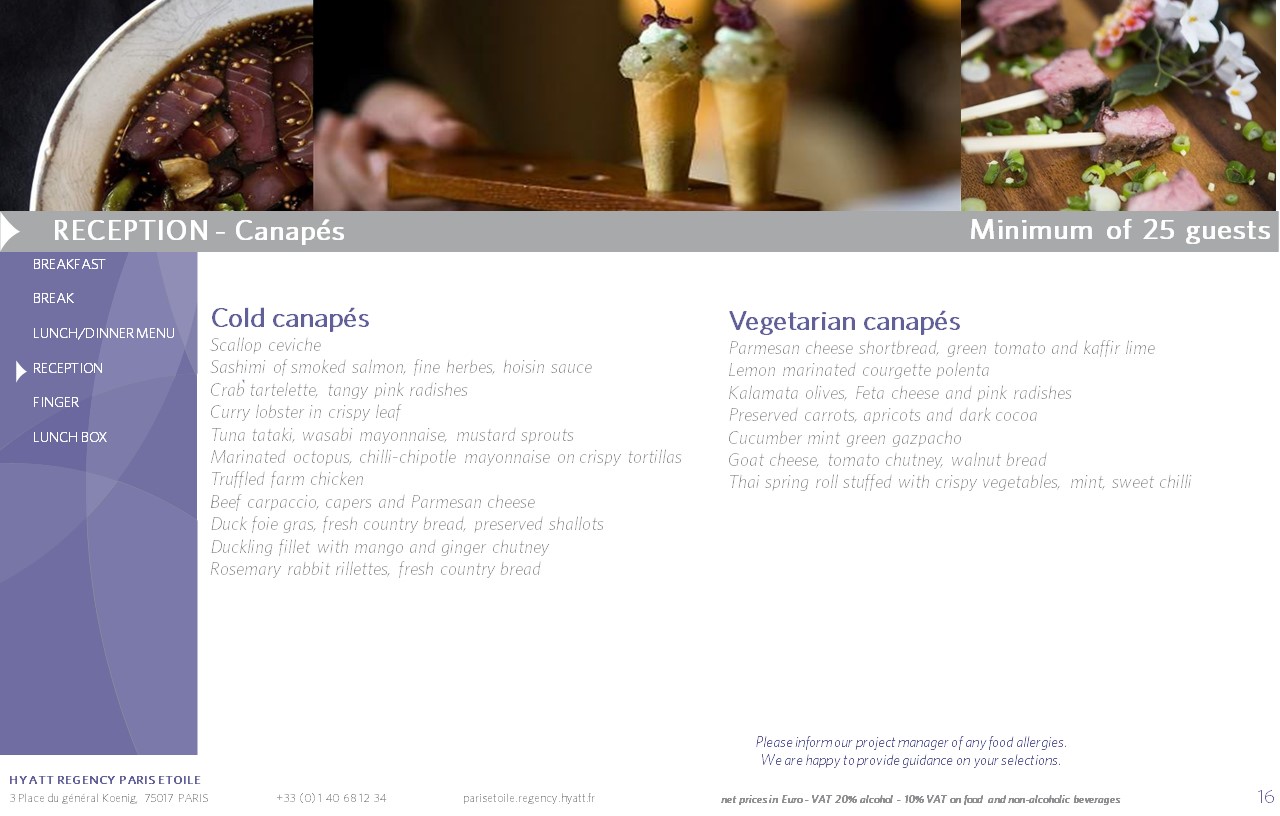 RECEPTION - Canapés
Minimum of 25 guests
BREAKFAST
BREAK
LUNCH/DINNER MENU
RECEPTION
FINGER
LUNCH BOX
Cold canapés
Scallop ceviche
Sashimi of smoked salmon, fine herbes, hoisin sauce
Crab tartelette, tangy pink radishes
Curry lobster in crispy leaf
Tuna tataki, wasabi mayonnaise, mustard sprouts
Marinated octopus, chilli-chipotle mayonnaise on crispy tortillas
Truffled farm chicken
Beef carpaccio, capers and Parmesan cheese
Duck foie gras, fresh country bread, preserved shallots
Duckling fillet with mango and ginger chutney
Rosemary rabbit rillettes, fresh country bread
Vegetarian canapés
Parmesan cheese shortbread, green tomato and kaffir lime
Lemon marinated courgette polenta
Kalamata olives, Feta cheese and pink radishes
Preserved carrots, apricots and dark cocoa
Cucumber mint green gazpacho
Goat cheese, tomato chutney, walnut bread
Thai spring roll stuffed with crispy vegetables, mint, sweet chilli
Please inform our project manager of any food allergies.
We are happy to provide guidance on your selections.
HYATT REGENCY PARIS ETOILE
3 Place du général Koenig, 75017 PARIS
+33 (0) 1 40 68 12 34
parisetoile.regency.hyatt.fr
net prices in Euro - VAT 20% alcohol - 10% VAT on food and non-alcoholic beverages
16